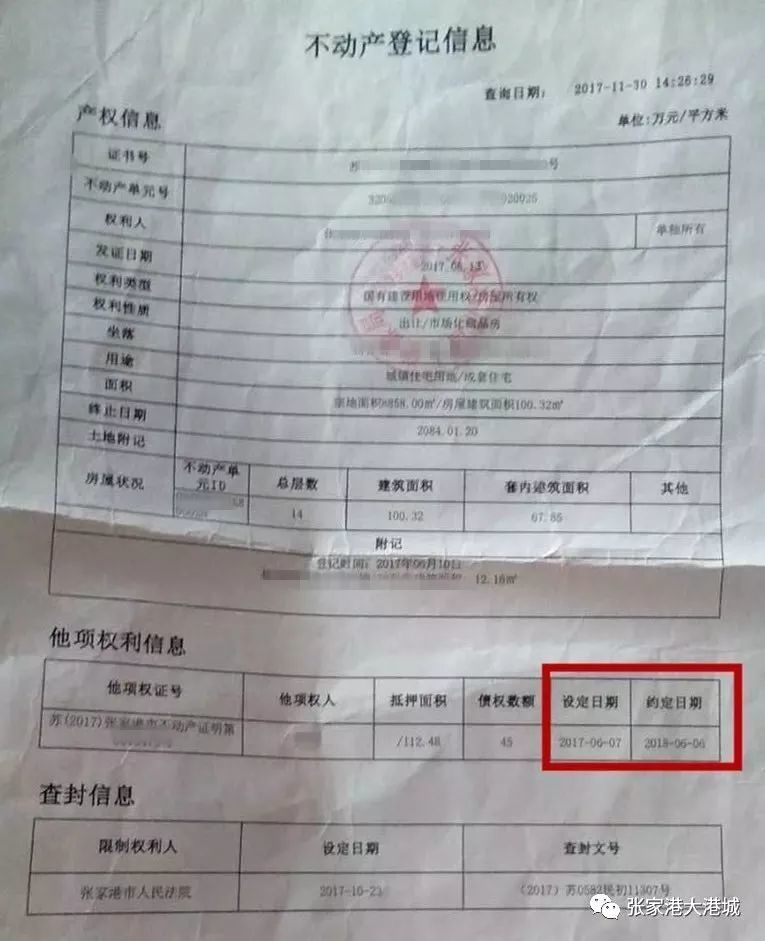 不动产登记信息
查询日期： 2017-11-30 14:26:29
产权信息
单位:万元/平方米
证书号 苏 号
不动产单元号
权利人 单独所有
发证日期 2017.06.13
权利类型 国有建设用地使用权/房屋所有权
权利性质 出让/市场化商品房
坐落
用途 城镇住宅用地/成套住宅
面积 宗地面积8858.00㎡/房屋建筑面积100.32㎡
终止日期 2084.01.20
土地附记
房屋状况 不动产单元ID 总层数 建筑面积 套内建筑面积 其他
14 100.32 67.85
附记
登记时间：2017年06月10日
12.16㎡
他项权利信息
他项权证号 他项权人 抵押面积 债权数额 设定日期 约定日期
苏(2017)张家港市不动产证明第 /112.48 45 2017-06-07 2018-06-06
查封信息
限制权利人 设定日期 查封文号
张家港市人民法院 2017-10-23 (2017)苏0582民初11307号
张家港大港城